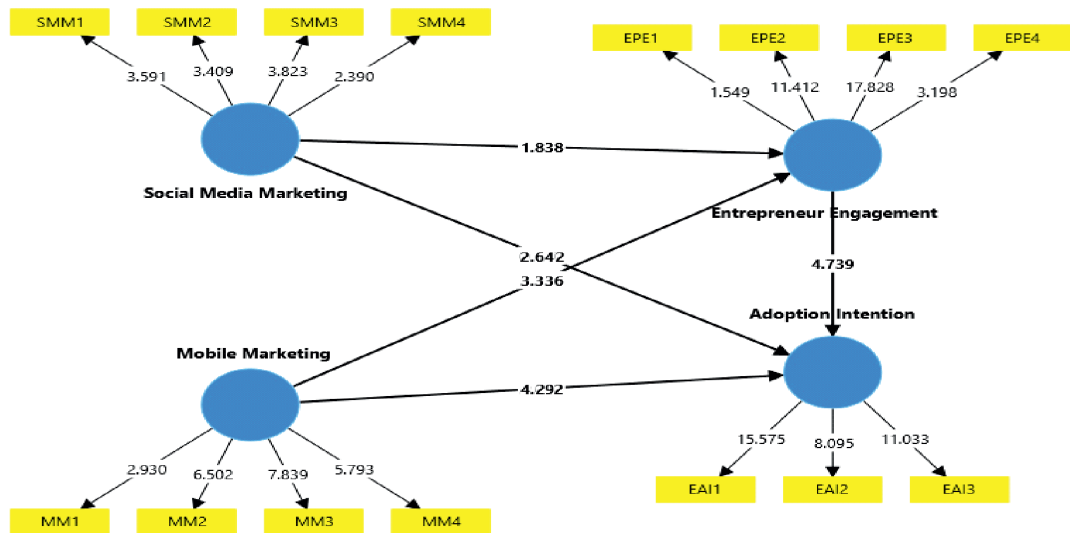 SMM1 SMM2 SMM3 SMM4
EPE1 EPE2 EPE3 EPE4
3.591 3.409 3.823 2.390
1.549 11.412 17.828 3.198
1.838
Social Media Marketing
Entrepreneur Engagement
2.642
3.336
4.739
Adoption Intention
Mobile Marketing
4.292
15.575 8.095 11.033
2.930 6.502 7.839 5.793
EAI1 EAI2 EAI3
MM1 MM2 MM3 MM4